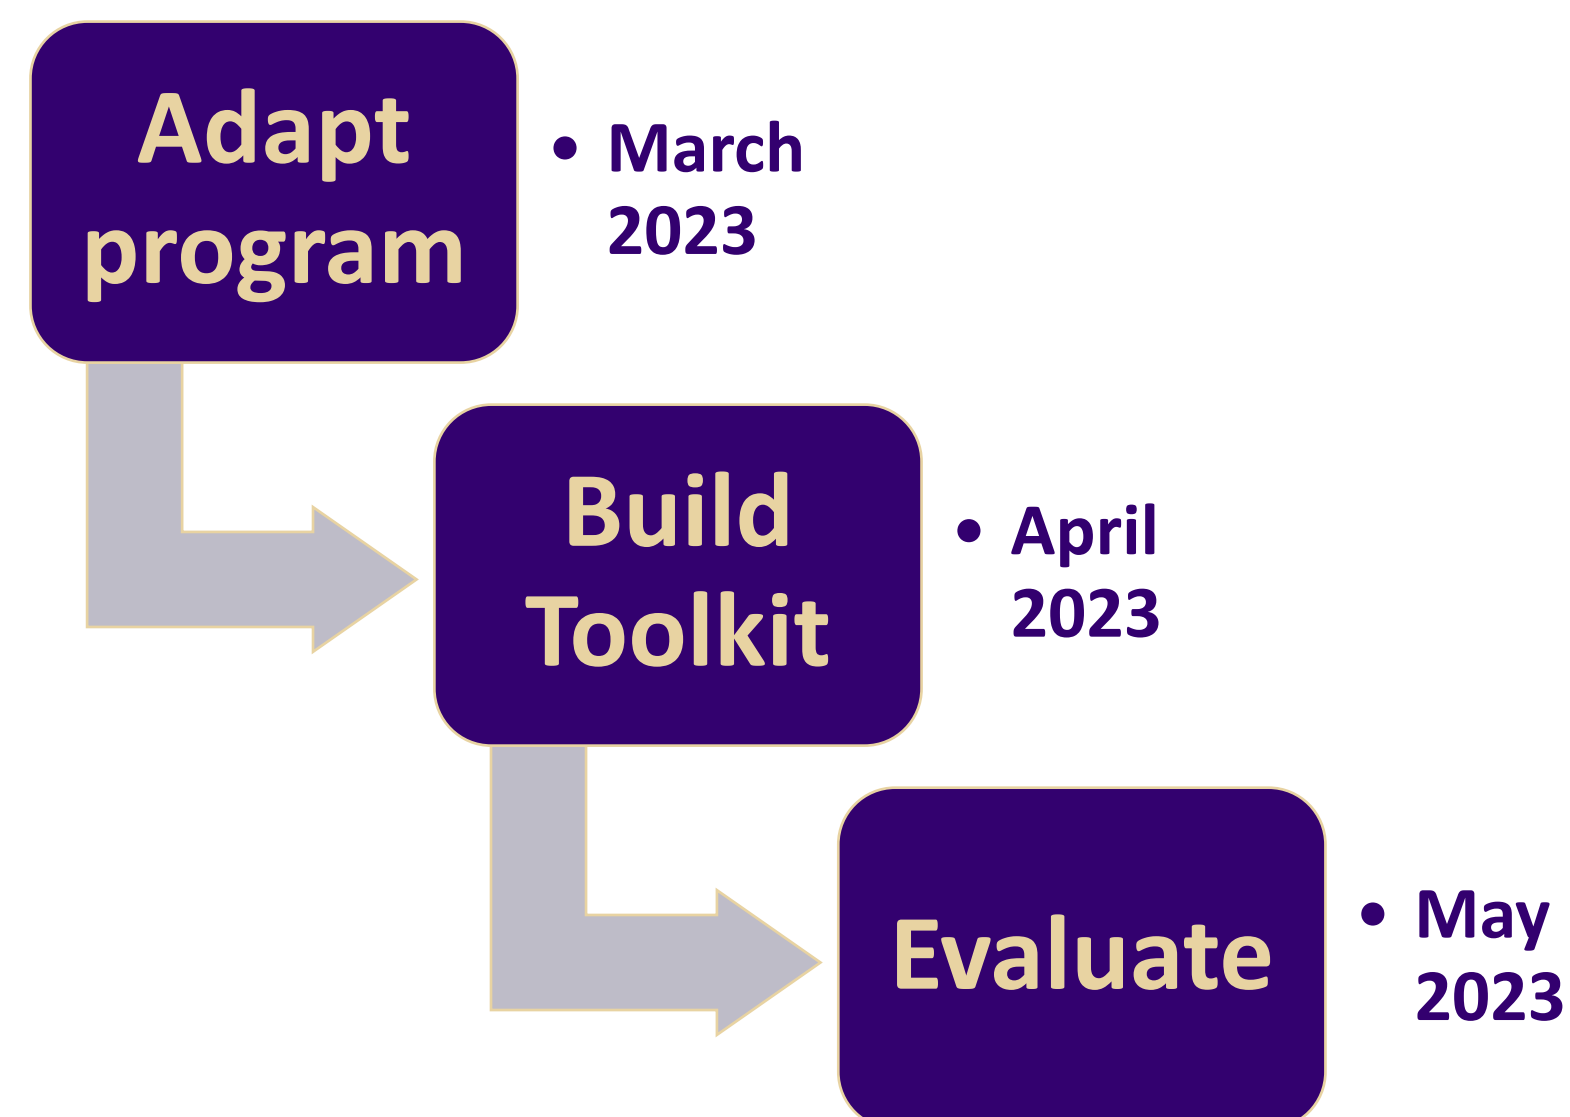 Adapt
program
• March
2023
Build
Toolkit
• April
2023
Evaluate
• May
2023